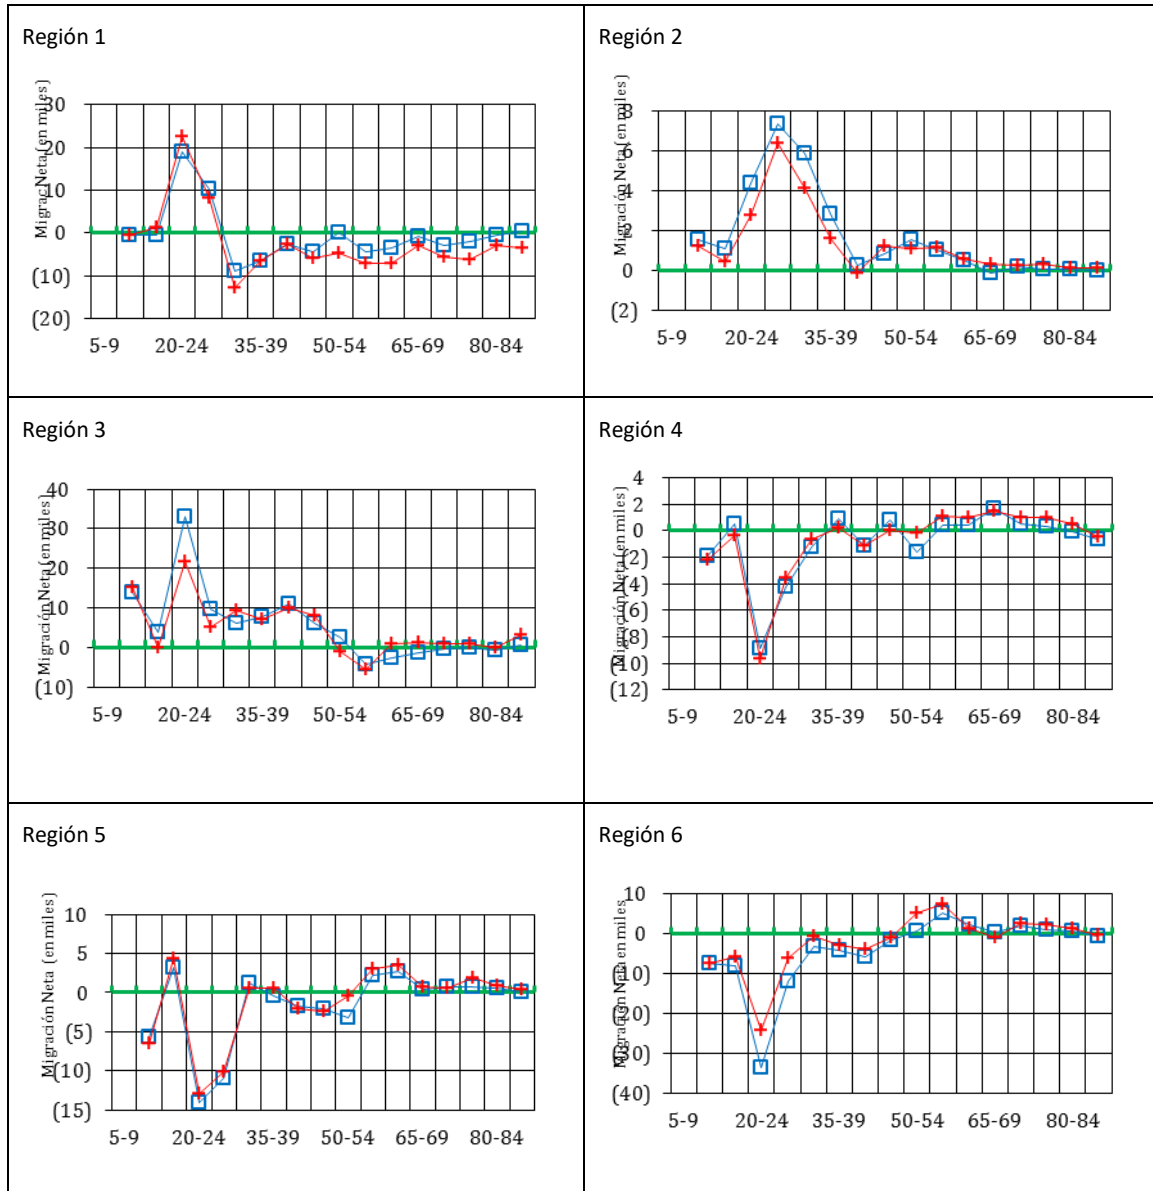 Región 1
Migrac Neta (en miles)
30
20
10
0
(10)
(20)
5-9 20-24 35-39 50-54 65-69 80-84
Región 2
Migración Neta (en miles)
8
6
4
2
0
(2)
5-9 20-24 35-39 50-54 65-69 80-84
Región 3
Migración Neta (en miles)
40
30
20
10
0
(10)
5-9 20-24 35-39 50-54 65-69 80-84
Región 4
Migración Neta (en miles)
4
2
0
(2)
(4)
(6)
(8)
(10)
(12)
5-9 20-24 35-39 50-54 65-69 80-84
Región 5
Migración Neta (en miles)
10
5
0
(5)
(10)
(15)
5-9 20-24 35-39 50-54 65-69 80-84
Región 6
Migración Neta en miles
10
0
(10)
(20)
(30)
(40)
5-9 20-24 35-39 50-54 65-69 80-84